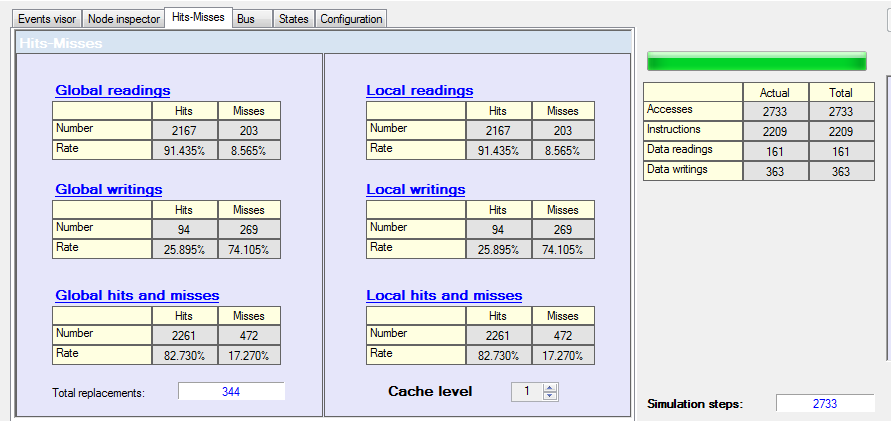 Events visor Node inspector Hits-Misses Bus States Configuration
Hits-Misses
Global readings
Hits Misses
Number 2167 203
Rate 91.435% 8.565%
Global writings
Hits Misses
Number 94 269
Rate 25.895% 74.105%
Global hits and misses
Hits Misses
Number 2261 472
Rate 82.730% 17.270%
Total replacements: 344
Local readings
Hits Misses
Number 2167 203
Rate 91.435% 8.565%
Local writings
Hits Misses
Number 94 269
Rate 25.895% 74.105%
Local hits and misses
Hits Misses
Number 2261 472
Rate 82.730% 17.270%
Cache level 1
Actual Total
Accesses 2733 2733
Instructions 2209 2209
Data readings 161 161
Data writings 363 363
Simulation steps: 2733